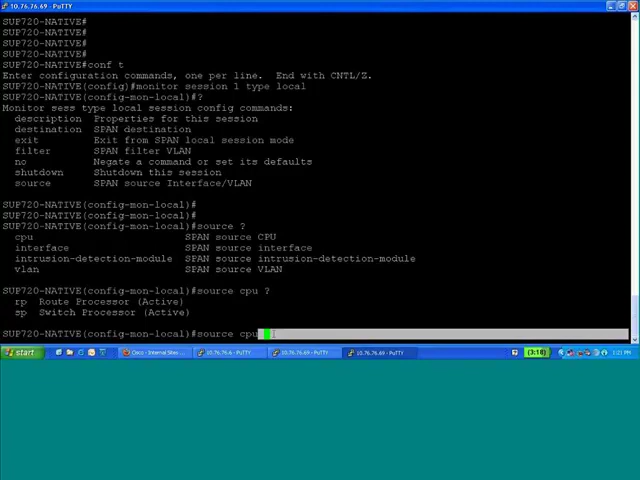 10.76.76.69 - PuTTY
SUP720-NATIVE#
SUP720-NATIVE#
SUP720-NATIVE#
SUP720-NATIVE#
SUP720-NATIVE#conf t
Enter configuration commands, one per line.  End with CNTL/Z.
SUP720-NATIVE(config)#monitor session 1 type local
SUP720-NATIVE(config-mon-local)#?
Monitor sess type local session config commands:
  description  Properties for this session
  destination  SPAN destination
  exit         Exit from SPAN local session mode
  filter       SPAN filter VLAN
  no           Negate a command or set its defaults
  shutdown     Shutdown this session
  source       SPAN source Interface/VLAN
SUP720-NATIVE(config-mon-local)#
SUP720-NATIVE(config-mon-local)#
SUP720-NATIVE(config-mon-local)#source ?
  cpu                         SPAN source CPU
  interface                   SPAN source interface
  intrusion-detection-module  SPAN source intrusion-detection-module
  vlan                        SPAN source VLAN
SUP720-NATIVE(config-mon-local)#source cpu ?
  rp  Route Processor (Active)
  sp  Switch Processor (Active)
SUP720-NATIVE(config-mon-local)#source cpu
start
Cisco - Internal Sites ...
10.76.76.6 - PuTTY
10.76.76.69 - PuTTY
10.76.76.69 - PuTTY
(3:18)